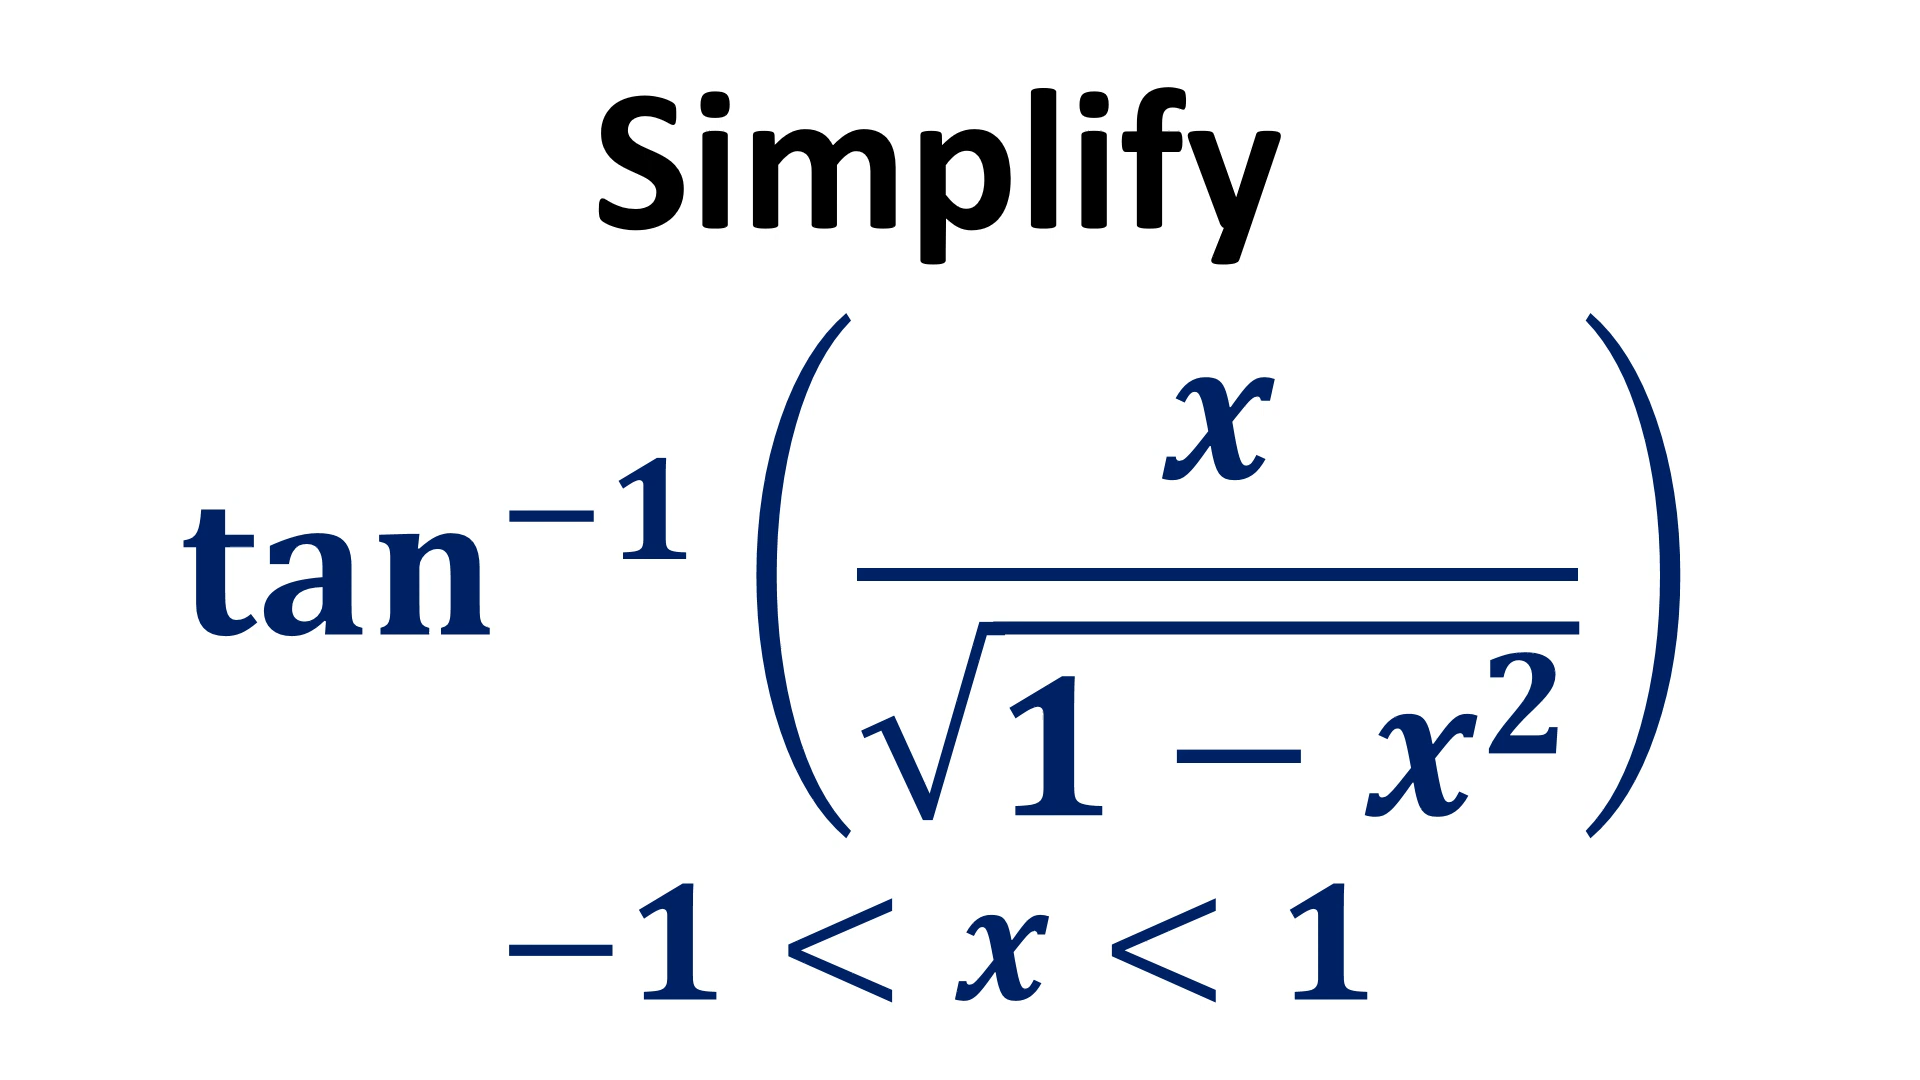 Simplify
tan⁻¹(x/√(1 − x²))
−1 < x < 1